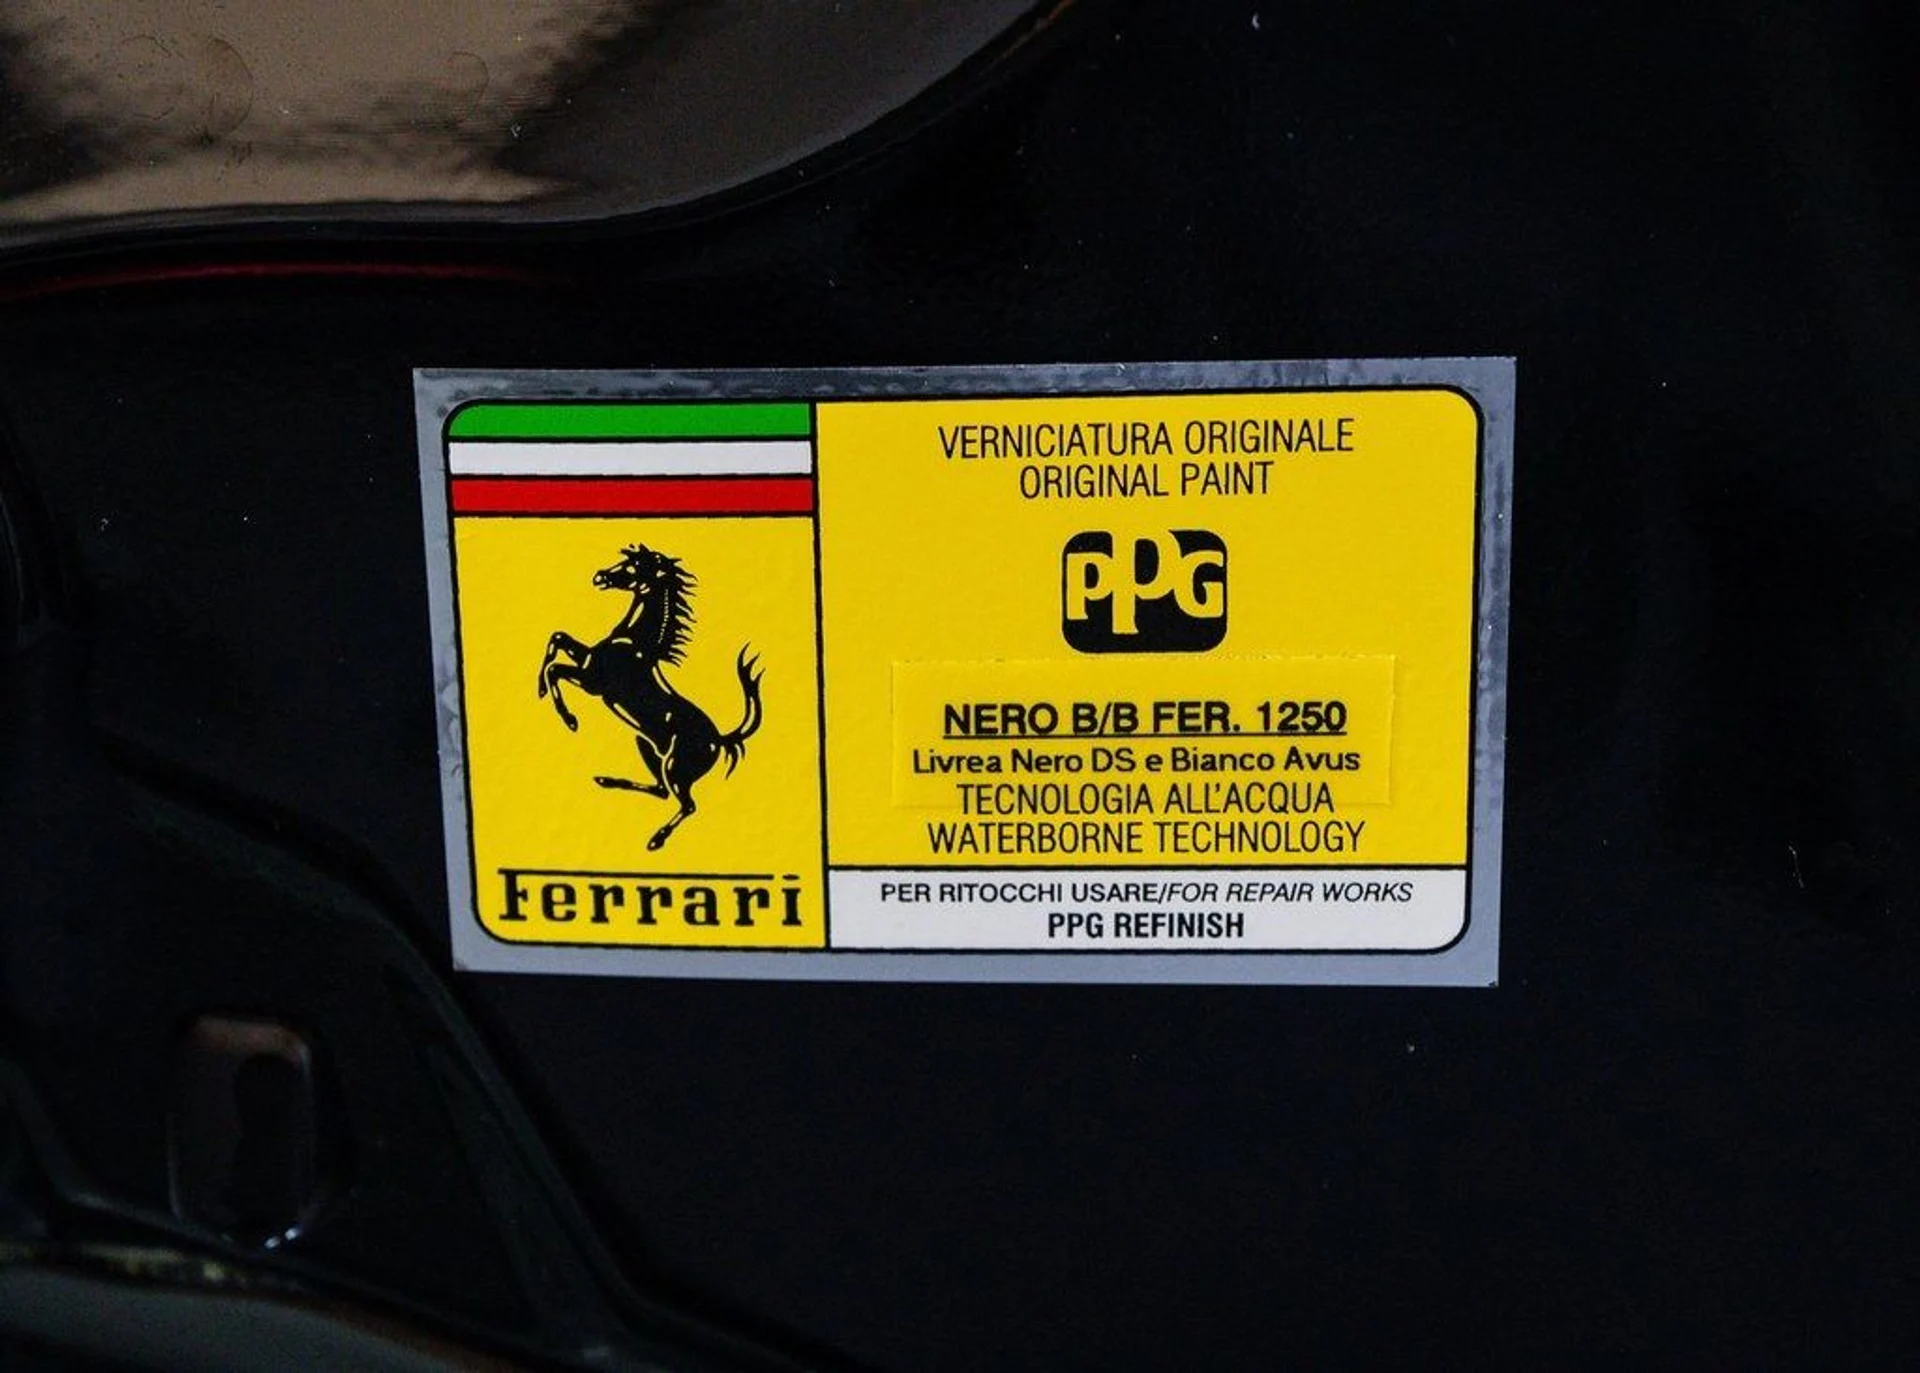 Ferrari
VERNICIATURA ORIGINALE
ORIGINAL PAINT
PPG
NERO B/B FER. 1250
Livrea Nero DS e Bianco Avus
TECNOLOGIA ALL'ACQUA
WATERBORNE TECHNOLOGY
PER RITOCCHI USARE/FOR REPAIR WORKS
PPG REFINISH